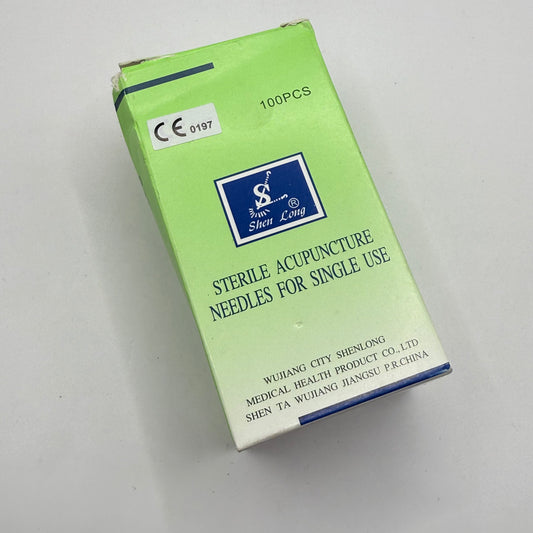 100PCS
CE 0197
SL
Shen Long ®
STERILE ACUPUNCTURE
NEEDLES FOR SINGLE USE
WUJIANG CITY SHENLONG
MEDICAL HEALTH PRODUCT CO.,LTD
SHEN TA WUJIANG JIANGSU P.R.CHINA